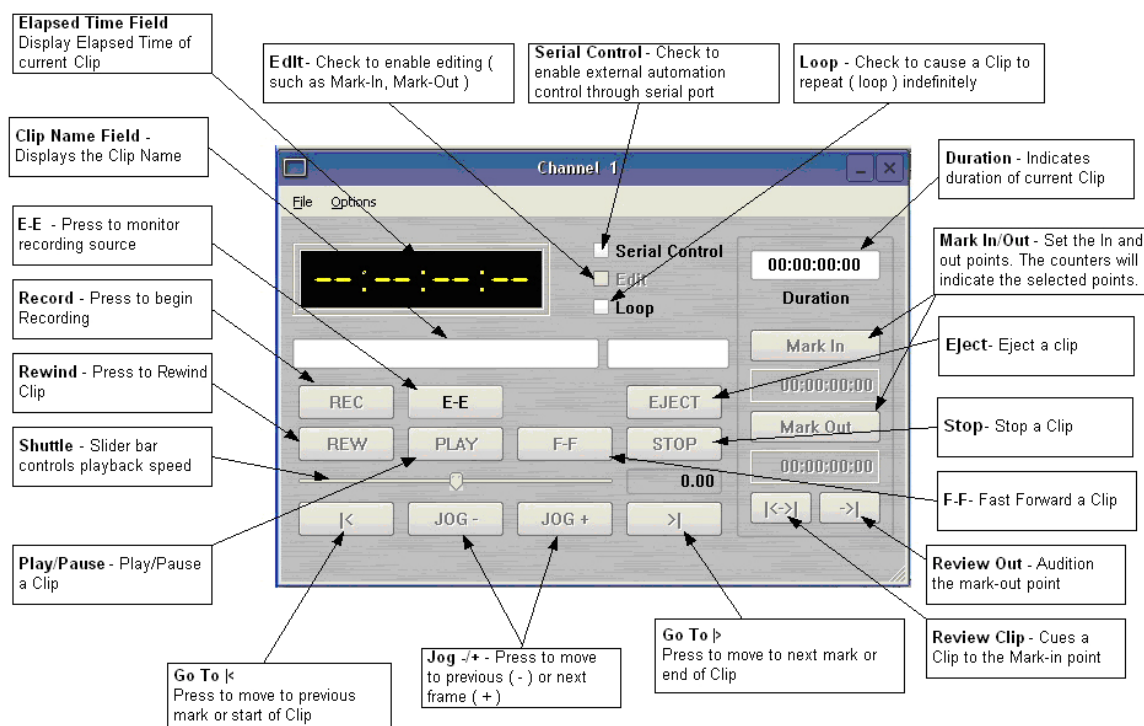 Elapsed Time Field
Display Elapsed Time of
current Clip
EdIt- Check to enable editing (
such as Mark-In, Mark-Out )
Serial Control - Check to
enable external automation
control through serial port
Loop - Check to cause a Clip to
repeat ( loop ) indefinitely
Clip Name Field -
Displays the Clip Name
E-E - Press to monitor
recording source
Record - Press to begin
Recording
Rewind - Press to Rewind
Clip
Shuttle - Slider bar
controls playback speed
Play/Pause - Play/Pause
a Clip
Channel 1
File Options
--:--:--:--
Serial Control
Edit
Loop
00:00:00:00
Duration
Mark In
00:00:00:00
Mark Out
00:00:00:00
|<->| ->|
REC E-E EJECT
REW PLAY F-F STOP
0.00
|< JOG - JOG + >|
Duration - Indicates
duration of current Clip
Mark In/Out - Set the In and
out points. The counters will
indicate the selected points.
Eject- Eject a clip
Stop- Stop a Clip
F-F- Fast Forward a Clip
Review Out - Audition
the mark-out point
Review Clip - Cues a
Clip to the Mark-in point
Go To |<
Press to move to previous
mark or start of Clip
Jog -/+ - Press to move
to previous ( - ) or next
frame ( + )
Go To |>
Press to move to next mark or
end of Clip